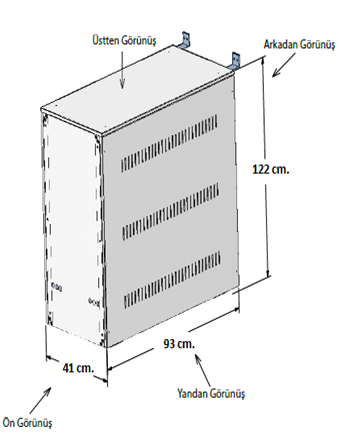 Üstten Görünüş
Arkadan Görünüş
122 cm.
93 cm.
41 cm.
Yandan Görünüş
Ön Görünüş